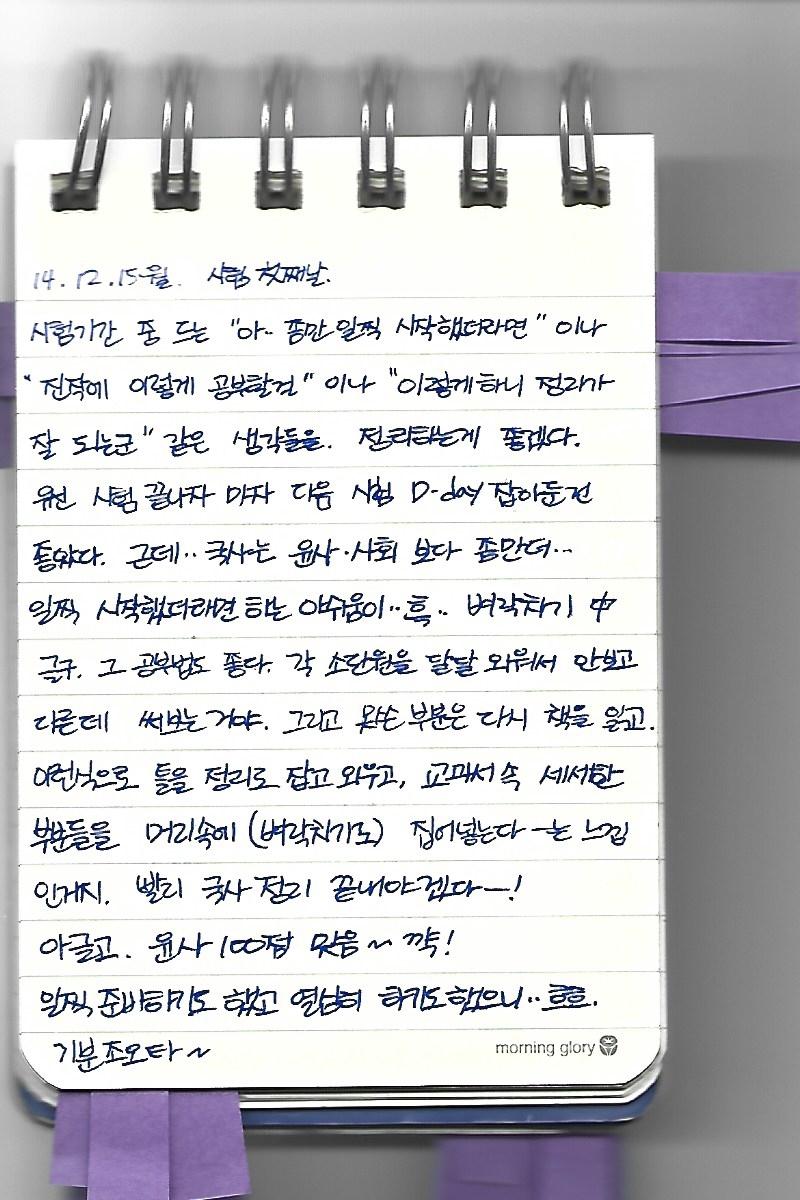 14.12.15.월. 시험 첫째날.
시험기간 중 드는 "아.. 좀만 일찍 시작했더라면" 이나
"진작에 이렇게 공부할걸" 이나 "이렇게 하니 정리가
잘 되는군" 같은 생각들을. 정리하는게 좋겠다.
우선 시험 끝나자 마자 다음 시험 D-day 잡아둔건
좋았다. 근데.. 국사는 윤사·사회 보다 좀만더..
일찍 시작했더라면 하는 아쉬움이..흑.. 벼락치기 中
글구. 그 공부법도 좋다. 각 소단원을 달달 외워서 안보고
다른데 써보는거야. 그리고 못쓴 부분은 다시 책을 읽고.
이런식으로 틀을 정리로 잡고 외우고, 교과서 속 세세한
부분들을 머리속에 (벼락치기로) 집어넣는다 —는 느낌
인거지. 빨리 국사 정리 끝내야겠다—!
아글고. 윤사 100점 맞음~ 꺅!
일찍 준비하기도 했고 열심히 하기도했으니..흐흐.
기분조오타~
morning glory